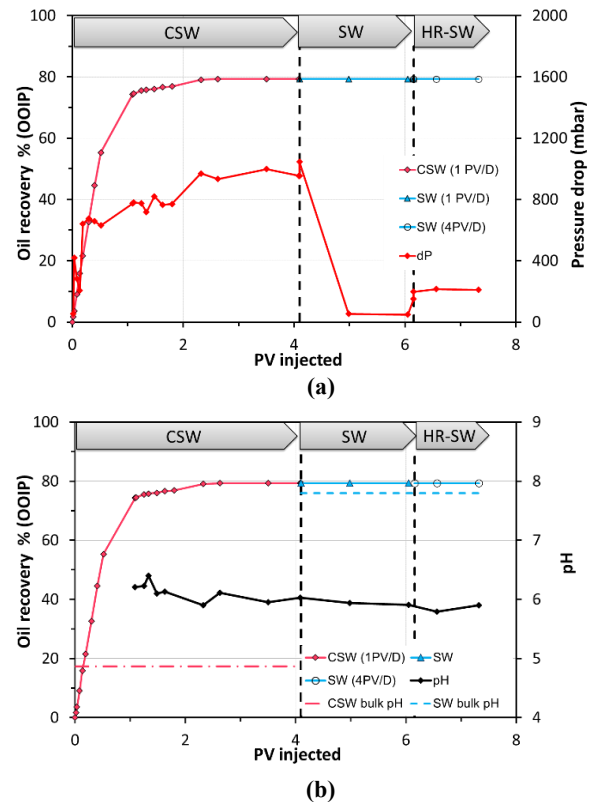 (a)
CSW SW HR-SW
100
80
60
40
20
0
Oil recovery % (OOIP)
2000
1600
1200
800
400
0
Pressure drop (mbar)
CSW (1 PV/D)
SW (1 PV/D)
SW (4PV/D)
dP
0 2 4 6 8
PV injected
(a)
CSW SW HR-SW
100
80
60
40
20
0
Oil recovery % (OOIP)
9
8
7
6
5
4
pH
CSW (1PV/D) SW
SW (4PV/D) pH
CSW bulk pH SW bulk pH
0 2 4 6 8
PV injected
(b)